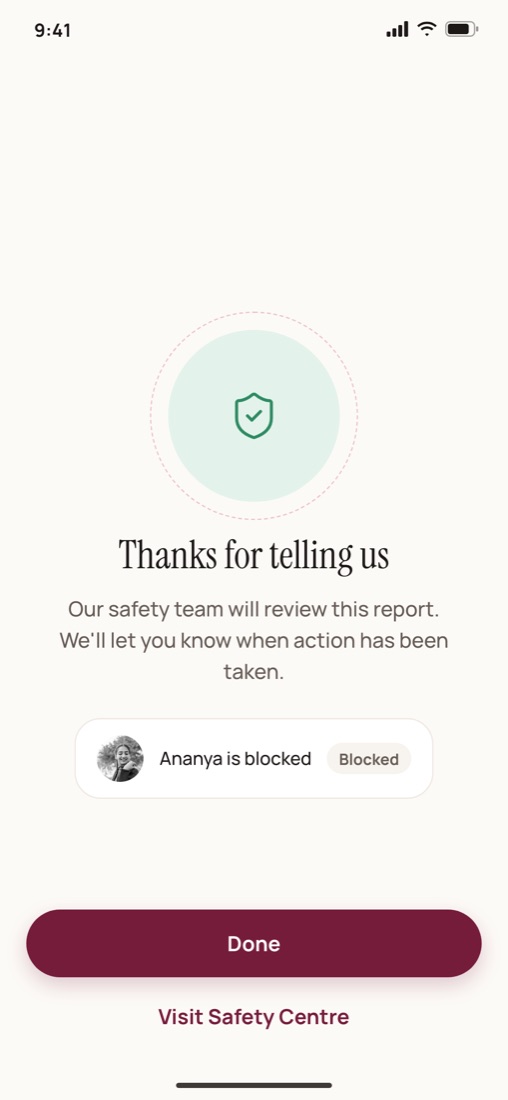 9:41
Thanks for telling us
Our safety team will review this report.
We'll let you know when action has been
taken.
Ananya is blocked Blocked
Done
Visit Safety Centre